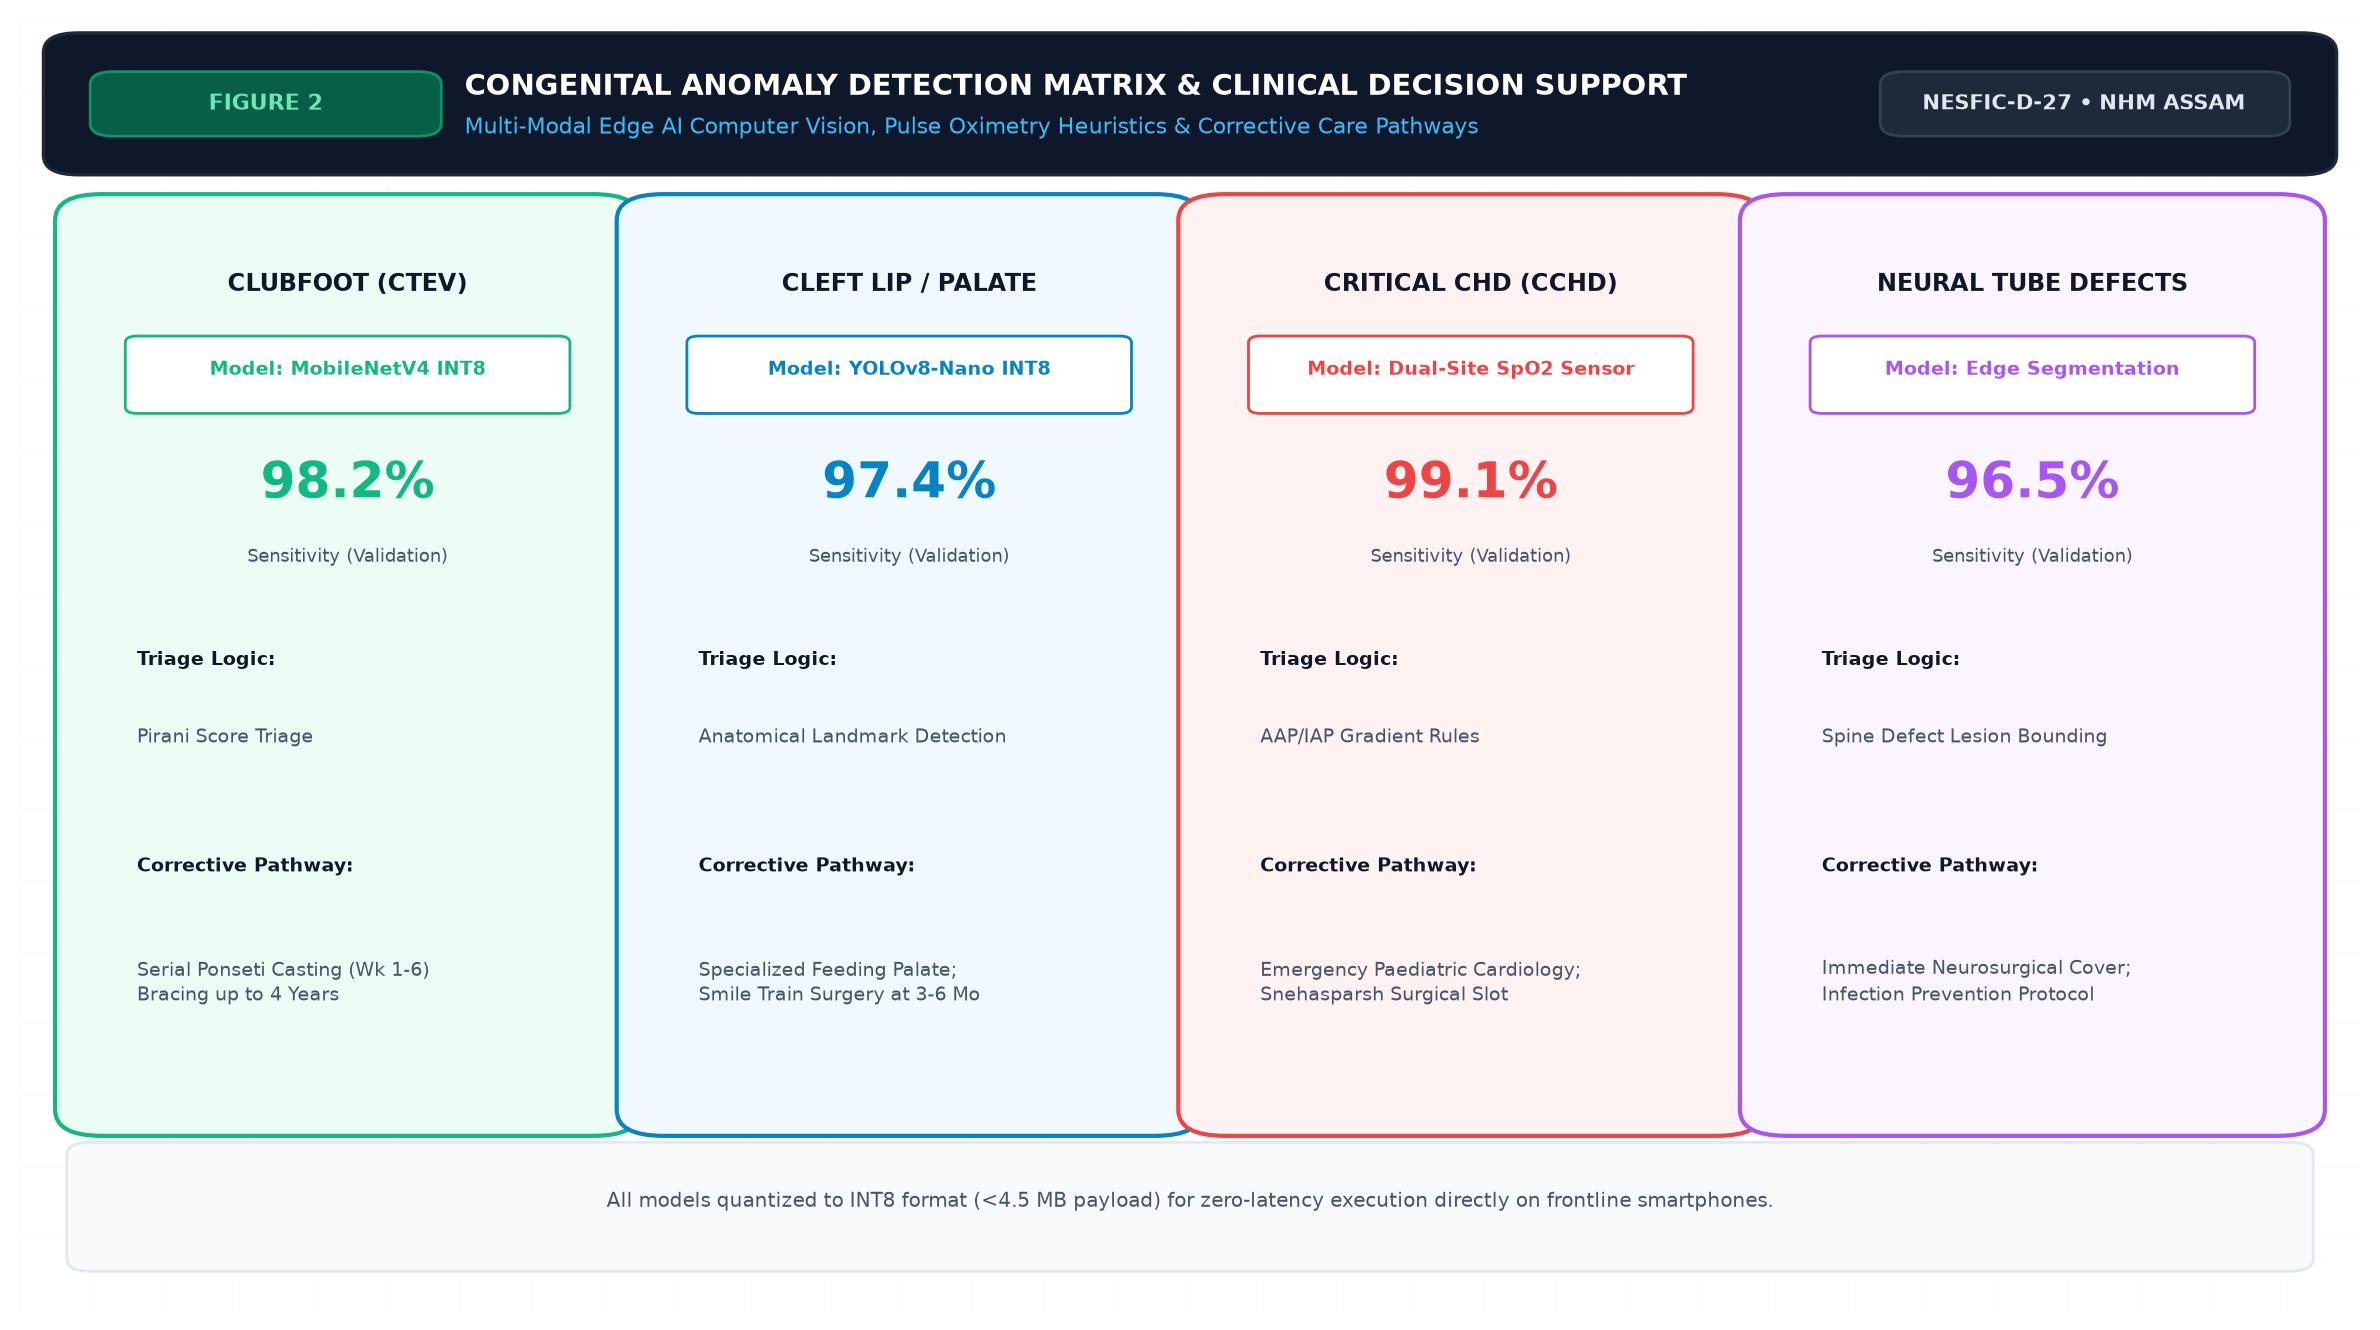 FIGURE 2
CONGENITAL ANOMALY DETECTION MATRIX & CLINICAL DECISION SUPPORT
Multi-Modal Edge AI Computer Vision, Pulse Oximetry Heuristics & Corrective Care Pathways
NESFIC-D-27 • NHM ASSAM
CLUBFOOT (CTEV)
Model: MobileNetV4 INT8
98.2%
Sensitivity (Validation)
Triage Logic:
Pirani Score Triage
Corrective Pathway:
Serial Ponseti Casting (Wk 1-6)
Bracing up to 4 Years
CLEFT LIP / PALATE
Model: YOLOv8-Nano INT8
97.4%
Sensitivity (Validation)
Triage Logic:
Anatomical Landmark Detection
Corrective Pathway:
Specialized Feeding Palate;
Smile Train Surgery at 3-6 Mo
CRITICAL CHD (CCHD)
Model: Dual-Site SpO2 Sensor
99.1%
Sensitivity (Validation)
Triage Logic:
AAP/IAP Gradient Rules
Corrective Pathway:
Emergency Paediatric Cardiology;
Snehasparsh Surgical Slot
NEURAL TUBE DEFECTS
Model: Edge Segmentation
96.5%
Sensitivity (Validation)
Triage Logic:
Spine Defect Lesion Bounding
Corrective Pathway:
Immediate Neurosurgical Cover;
Infection Prevention Protocol
All models quantized to INT8 format (<4.5 MB payload) for zero-latency execution directly on frontline smartphones.